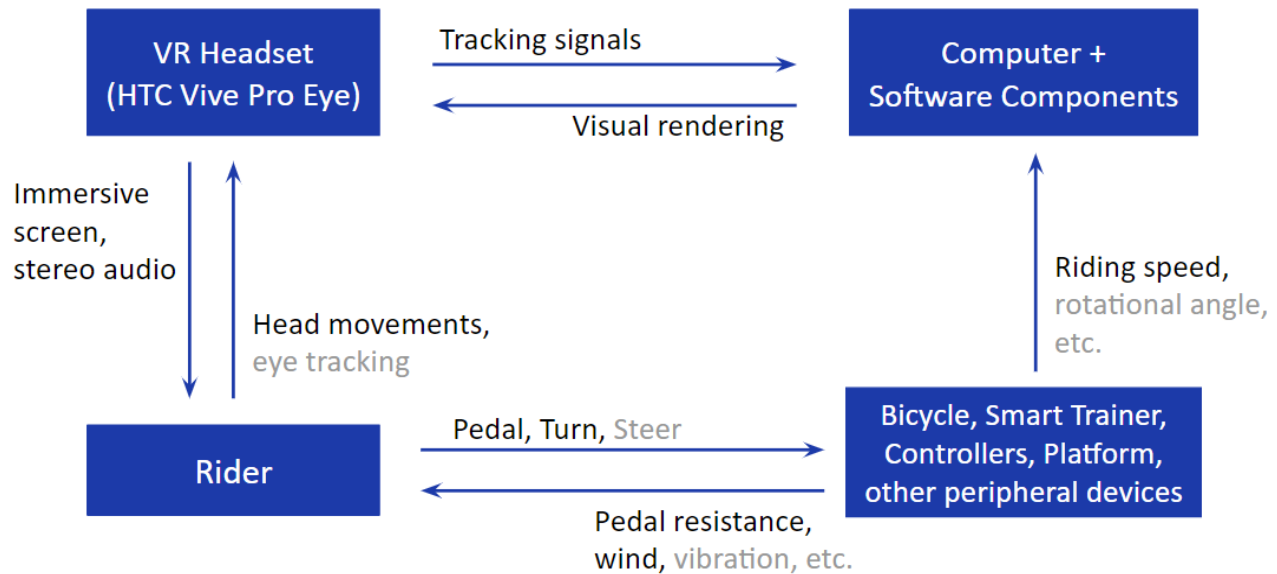 VR Headset
(HTC Vive Pro Eye)
Tracking signals
Visual rendering
Computer +
Software Components
Immersive
screen,
stereo audio
Head movements,
eye tracking
Riding speed,
rotational angle,
etc.
Rider
Pedal, Turn, Steer
Pedal resistance,
wind, vibration, etc.
Bicycle, Smart Trainer,
Controllers, Platform,
other peripheral devices